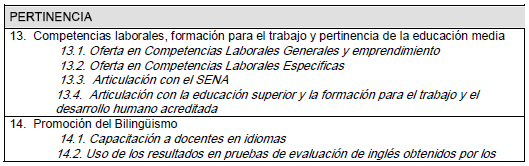 PERTINENCIA
13. Competencias laborales, formación para el trabajo y pertinencia de la educación media
13.1. Oferta en Competencias Laborales Generales y emprendimiento
13.2. Oferta en Competencias Laborales Especificas
13.3. Articulación con el SENA
13.4. Articulación con la educación superior y la formación para el trabajo y el
desarrollo humano acreditada
14. Promoción del Bilingüismo
14.1. Capacitación a docentes en idiomas
14.2. Uso de los resultados en pruebas de evaluación de inglés obtenidos por los